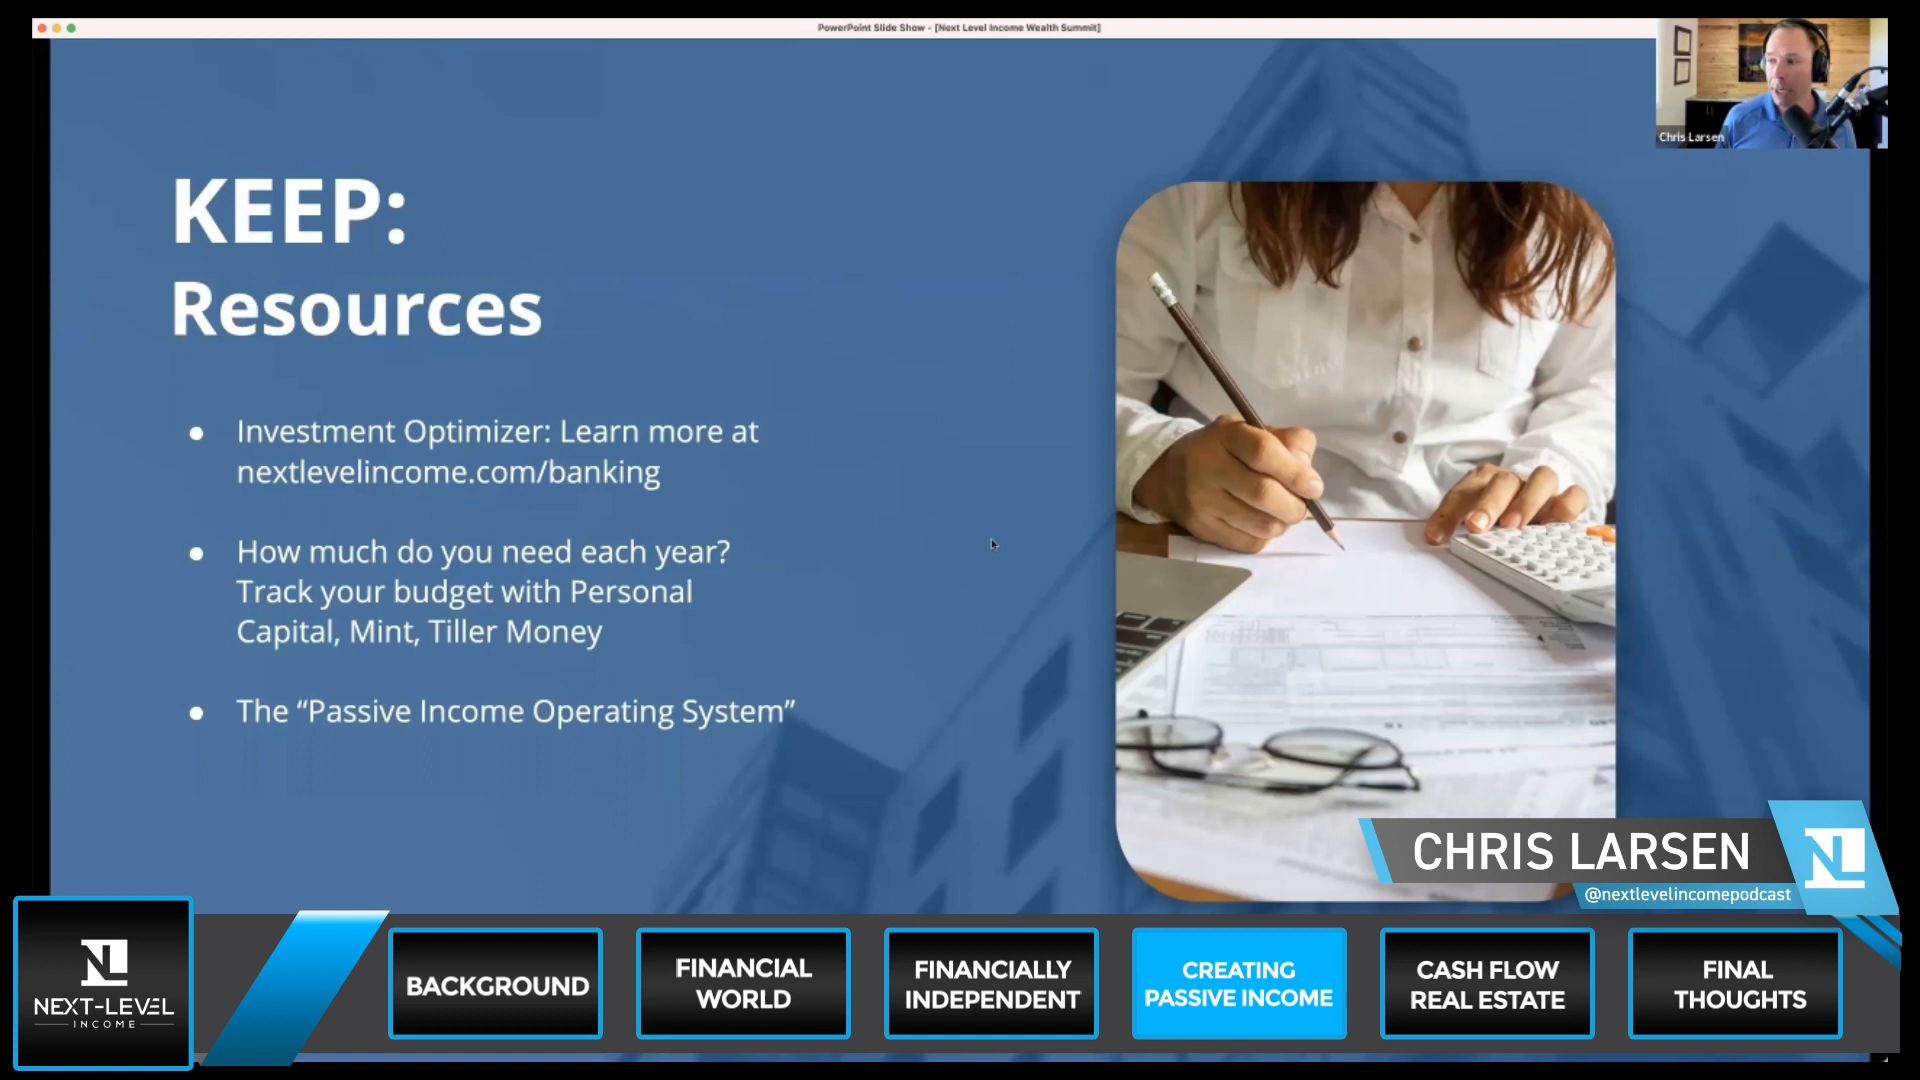 PowerPoint Slide Show - [Next Level Income Wealth Summit]
Chris Larsen
KEEP:
Resources
● Investment Optimizer: Learn more at
nextlevelincome.com/banking
● How much do you need each year?
Track your budget with Personal
Capital, Mint, Tiller Money
● The “Passive Income Operating System”
CHRIS LARSEN
NL
@nextlevelincomepodcast
NL
NEXT-LEVEL
INCOME
BACKGROUND
FINANCIAL
WORLD
FINANCIALLY
INDEPENDENT
CREATING
PASSIVE INCOME
CASH FLOW
REAL ESTATE
FINAL
THOUGHTS